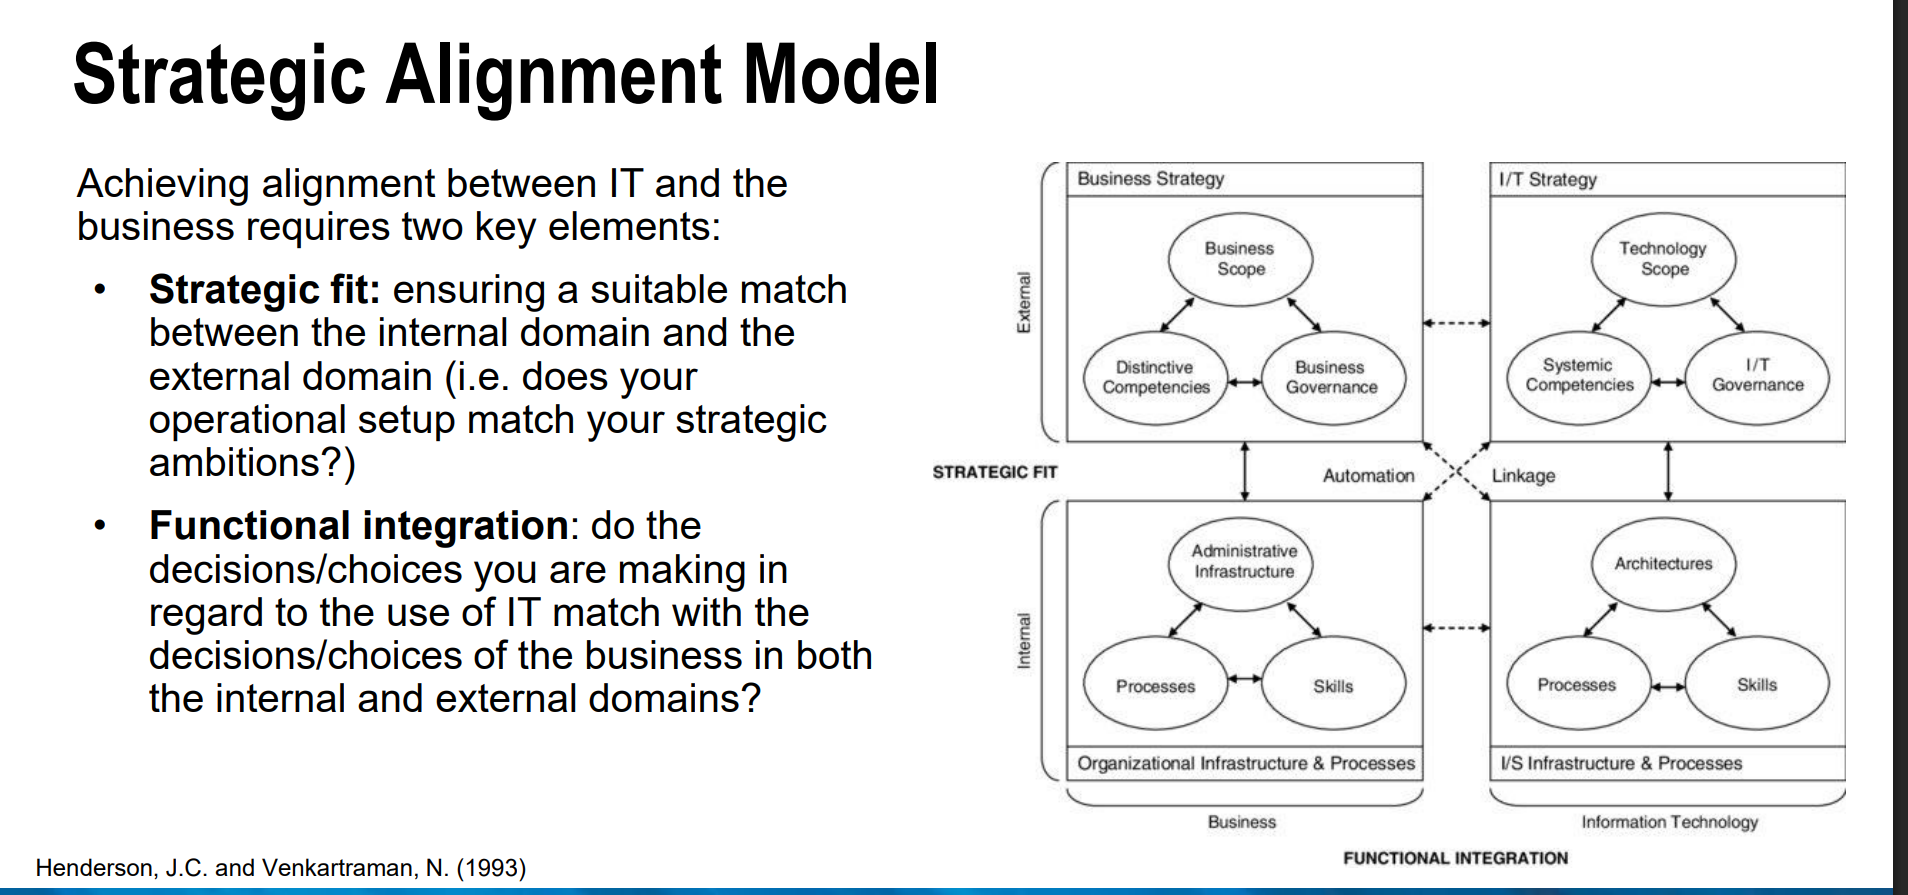 Strategic Alignment Model
Achieving alignment between IT and the
business requires two key elements:
• Strategic fit: ensuring a suitable match
between the internal domain and the
external domain (i.e. does your
operational setup match your strategic
ambitions?)
• Functional integration: do the
decisions/choices you are making in
regard to the use of IT match with the
decisions/choices of the business in both
the internal and external domains?
Henderson, J.C. and Venkartraman, N. (1993)
External
Business Strategy
Business
Scope
Distinctive
Competencies
Business
Governance
I/T Strategy
Technology
Scope
Systemic
Competencies
I/T
Governance
STRATEGIC FIT
Automation
Linkage
Internal
Administrative
Infrastructure
Processes
Skills
Organizational Infrastructure & Processes
Architectures
Processes
Skills
I/S Infrastructure & Processes
Business
Information Technology
FUNCTIONAL INTEGRATION